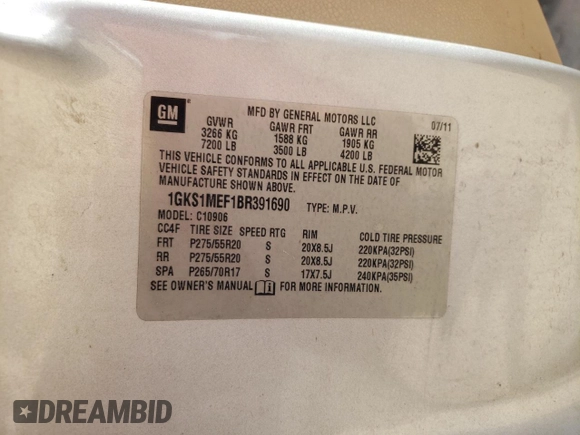 GM
MFD BY GENERAL MOTORS LLC
07/11
GVWR GAWR FRT GAWR RR
3266 KG 1588 KG 1905 KG
7200 LB 3500 LB 4200 LB
THIS VEHICLE CONFORMS TO ALL APPLICABLE U.S. FEDERAL MOTOR
VEHICLE SAFETY STANDARDS IN EFFECT ON THE DATE OF
MANUFACTURE SHOWN ABOVE.
1GKS1MEF1BR391690 TYPE: M.P.V.
MODEL: C10906
CC4F TIRE SIZE SPEED RTG RIM COLD TIRE PRESSURE
FRT P275/55R20 S 20X8.5J 220KPA(32PSI)
RR P275/55R20 S 20X8.5J 220KPA(32PSI)
SPA P265/70R17 S 17X7.5J 240KPA(35PSI)
SEE OWNER'S MANUAL FOR MORE INFORMATION.
DREAMBID